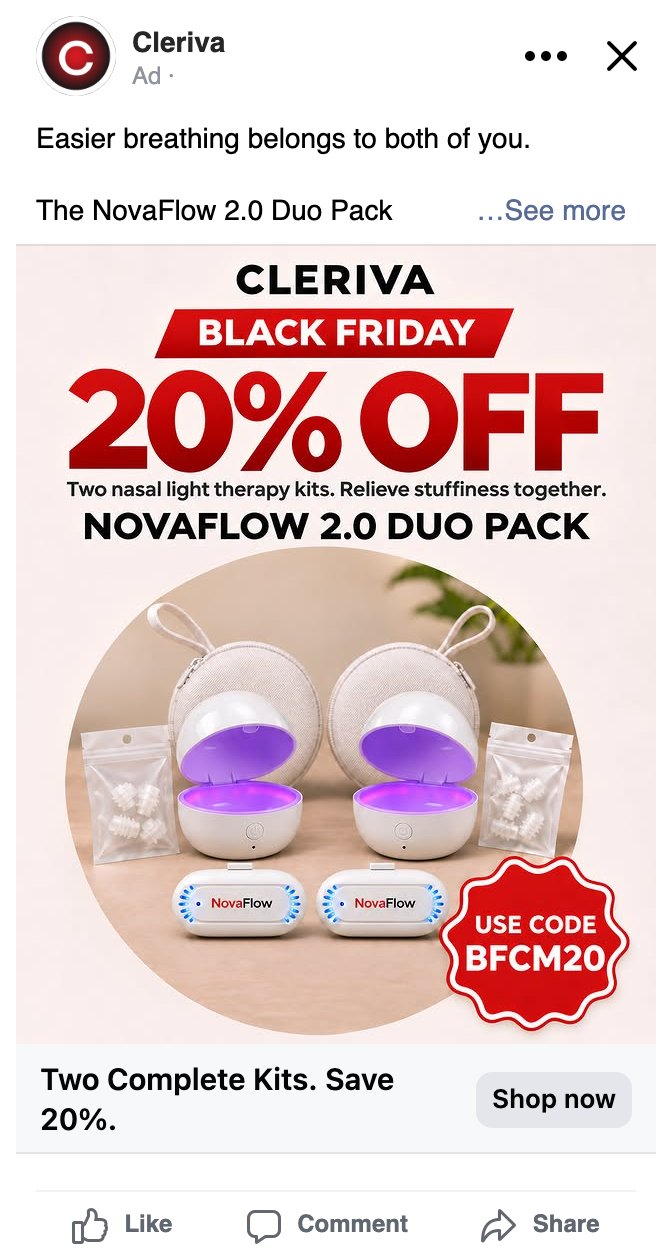 Cleriva
Ad ·
Easier breathing belongs to both of you.
The NovaFlow 2.0 Duo Pack ...See more
CLERIVA
BLACK FRIDAY
20% OFF
Two nasal light therapy kits. Relieve stuffiness together.
NOVAFLOW 2.0 DUO PACK
NovaFlow
NovaFlow
USE CODE
BFCM20
Two Complete Kits. Save
20%.
Shop now
Like
Comment
Share